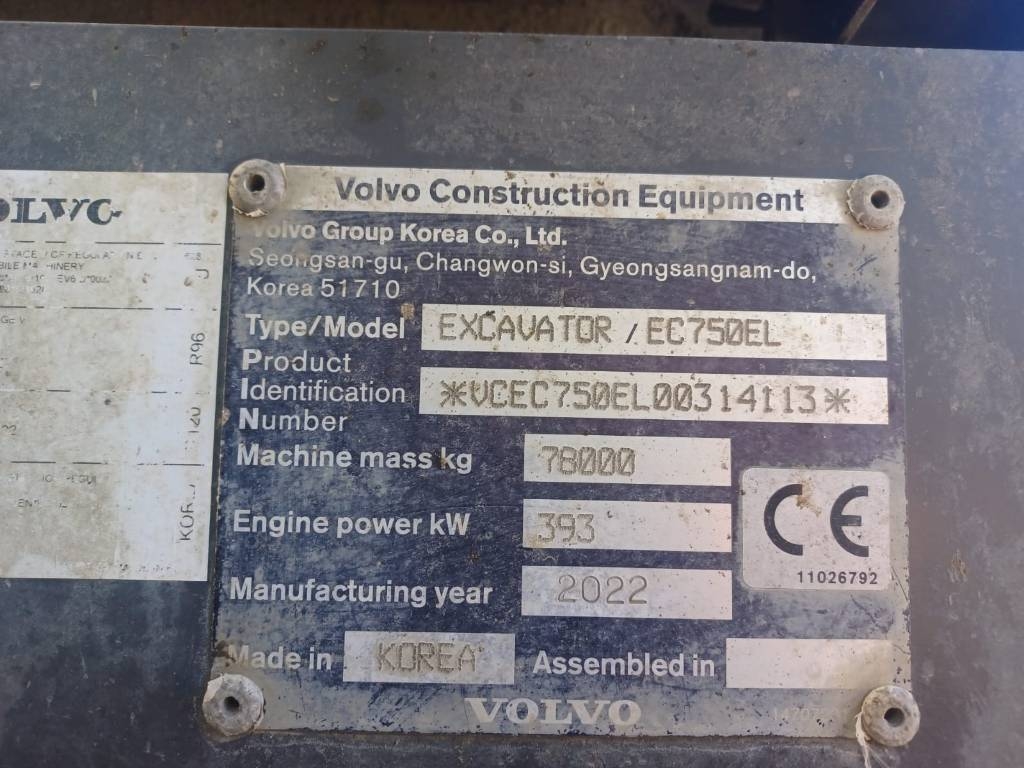 Volvo Construction Equipment
Volvo Group Korea Co., Ltd.
Seongsan-gu, Changwon-si, Gyeongsangnam-do,
Korea 51710
Type/Model EXCAVATOR / EC750EL
Product
Identification *VCEC750EL00314113*
Number
Machine mass kg 78000
Engine power kW 393
CE
11026792
Manufacturing year 2022
Made in KOREA Assembled in
VOLVO
VOLVO
R96